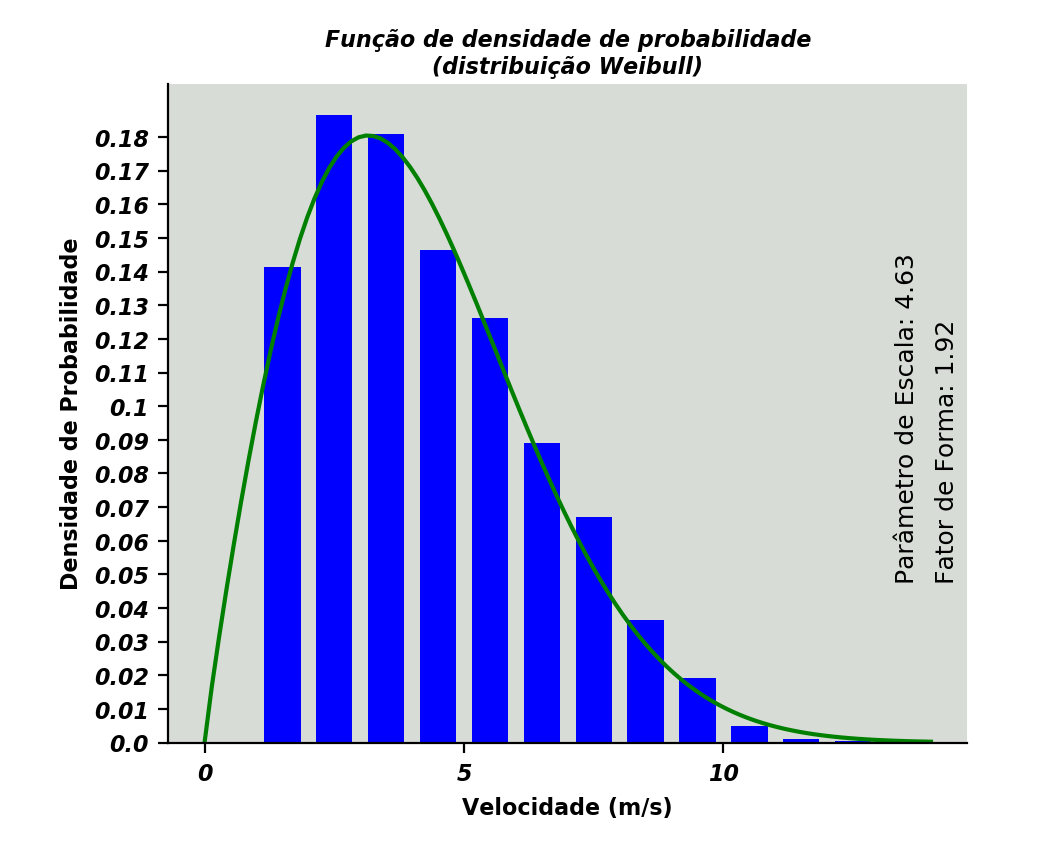 Função de densidade de probabilidade
(distribuição Weibull)
Densidade de Probabilidade
0.18
0.17
0.16
0.15
0.14
0.13
0.12
0.11
0.1
0.09
0.08
0.07
0.06
0.05
0.04
0.03
0.02
0.01
0.0
Parâmetro de Escala: 4.63
Fator de Forma: 1.92
0 5 10
Velocidade (m/s)